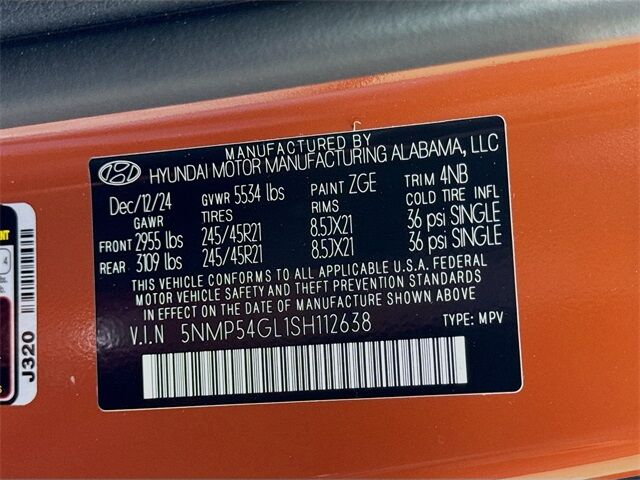 MANUFACTURED BY
HYUNDAI MOTOR MANUFACTURING ALABAMA, LLC
Dec/12/24 GVWR 5534 lbs PAINT ZGE TRIM 4NB
GAWR TIRES RIMS COLD TIRE INFL
FRONT 2955 lbs 245/45R21 8.5JX21 36 psi SINGLE
REAR 3109 lbs 245/45R21 8.5JX21 36 psi SINGLE
THIS VEHICLE CONFORMS TO ALL APPLICABLE U.S.A. FEDERAL
MOTOR VEHICLE SAFETY AND THEFT PREVENTION STANDARDS
IN EFFECT ON THE DATE OF MANUFACTURE SHOWN ABOVE
V.I.N 5NMP54GL1SH112638 TYPE: MPV
4
J320